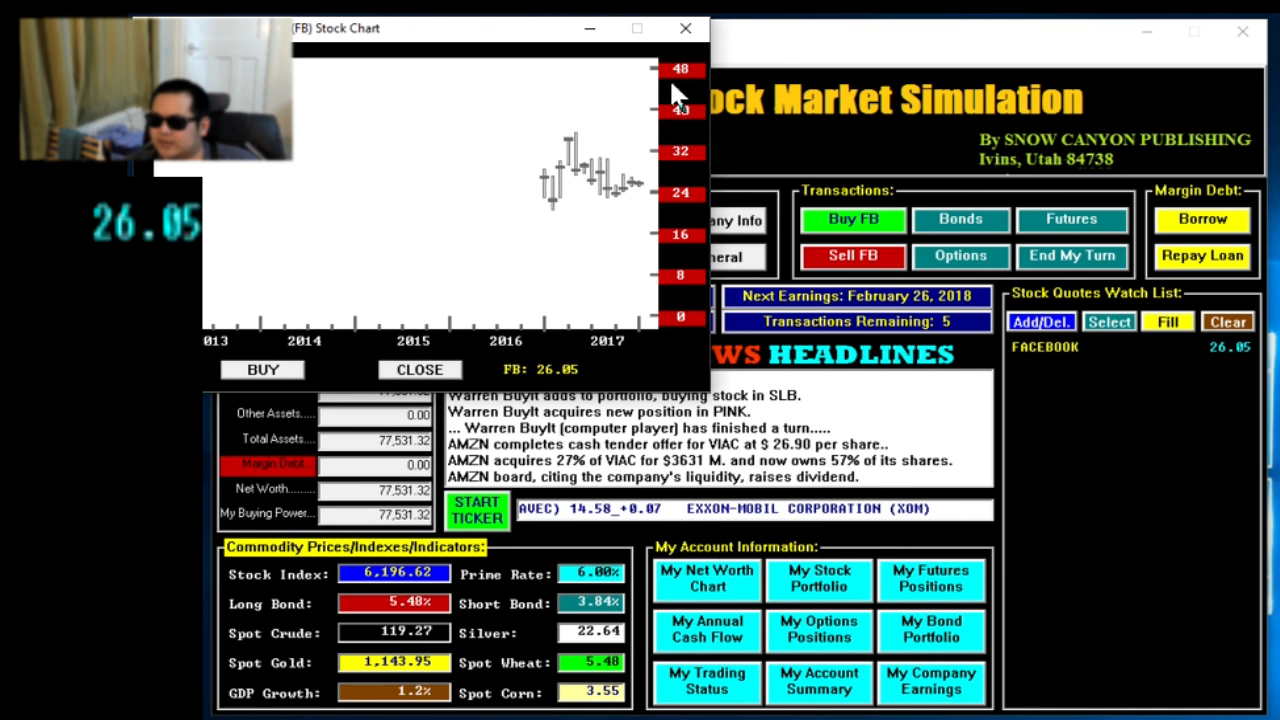 (FB) Stock Chart
48
40
32
24
16
8
0
26.05
013 2014 2015 2016 2017
BUY CLOSE FB: 26.05
ock Market Simulation
By SNOW CANYON PUBLISHING
Ivins, Utah 84738
any Info
neral
Transactions:
Buy FB Bonds Futures
Sell FB Options End My Turn
Margin Debt:
Borrow
Repay Loan
Next Earnings: February 26, 2018
Transactions Remaining: 5
Stock Quotes Watch List:
Add/Del. Select Fill Clear
FACEBOOK 26.05
WS HEADLINES
Warren BuyIt adds to portfolio, buying stock in SLB.
Warren BuyIt acquires new position in PINK.
... Warren BuyIt (computer player) has finished a turn.....
AMZN completes cash tender offer for VIAC at $ 26.90 per share..
AMZN acquires 27% of VIAC for $3631 M. and now owns 57% of its shares.
AMZN board, citing the company's liquidity, raises dividend.
77,531.32
Other Assets.... 0.00
Total Assets.... 77,531.32
Margin Debt.. 0.00
Net Worth........ 77,531.32
My Buying Power... 77,531.32
START
TICKER
AVEC) 14.58_+0.07 EXXON-MOBIL CORPORATION (XOM)
Commodity Prices/Indexes/Indicators:
Stock Index: 6,196.62 Prime Rate: 6.00%
Long Bond: 5.48% Short Bond: 3.84%
Spot Crude: 119.27 Silver: 22.64
Spot Gold: 1,143.95 Spot Wheat: 5.48
GDP Growth: 1.2% Spot Corn: 3.55
My Account Information:
My Net Worth
Chart
My Stock
Portfolio
My Futures
Positions
My Annual
Cash Flow
My Options
Positions
My Bond
Portfolio
My Trading
Status
My Account
Summary
My Company
Earnings